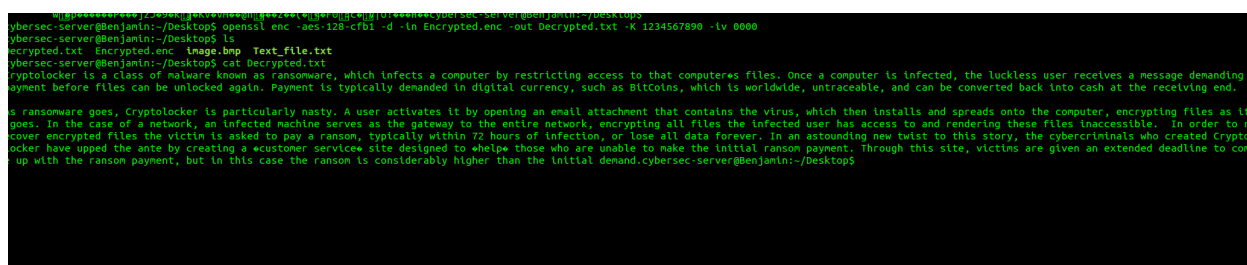 cybersec-server@Benjamin:~/Desktop$
ybersec-server@Benjamin:~/Desktop$ openssl enc -aes-128-cfb1 -d -in Encrypted.enc -out Decrypted.txt -K 1234567890 -iv 0000
ybersec-server@Benjamin:~/Desktop$ ls
ecrypted.txt Encrypted.enc image.bmp Text_file.txt
ybersec-server@Benjamin:~/Desktop$ cat Decrypted.txt
ryptolocker is a class of malware known as ransomware, which infects a computer by restricting access to that computer�s files. Once a computer is infected, the luckless user receives a message demanding
ayment before files can be unlocked again. Payment is typically demanded in digital currency, such as BitCoins, which is worldwide, untraceable, and can be converted back into cash at the receiving end.
s ransomware goes, Cryptolocker is particularly nasty. A user activates it by opening an email attachment that contains the virus, which then installs and spreads onto the computer, encrypting files as i
goes. In the case of a network, an infected machine serves as the gateway to the entire network, encrypting all files the infected user has access to and rendering these files inaccessible. In order to
ecover encrypted files the victim is asked to pay a ransom, typically within 72 hours of infection, or lose all data forever. In an astounding new twist to this story, the cybercriminals who created Crypto
locker have upped the ante by creating a �customer service� site designed to �help� those who are unable to make the initial ransom payment. Through this site, victims are given an extended deadline to com
e up with the ransom payment, but in this case the ransom is considerably higher than the initial demand.cybersec-server@Benjamin:~/Desktop$